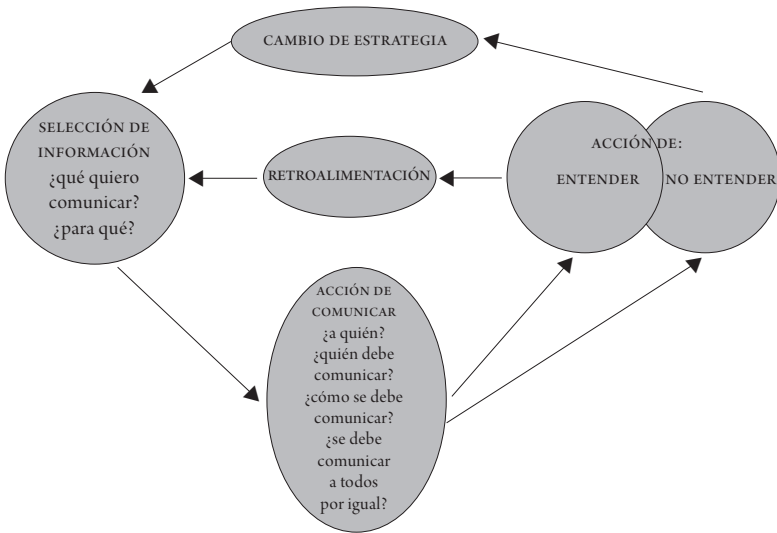 CAMBIO DE ESTRATEGIA
SELECCIÓN DE
INFORMACIÓN
¿qué quiero
comunicar?
¿para qué?
RETROALIMENTACIÓN
ACCIÓN DE:
ENTENDER
NO ENTENDER
ACCIÓN DE
COMUNICAR
¿a quién?
¿quién debe
comunicar?
¿cómo se debe
comunicar?
¿se debe
comunicar
a todos
por igual?